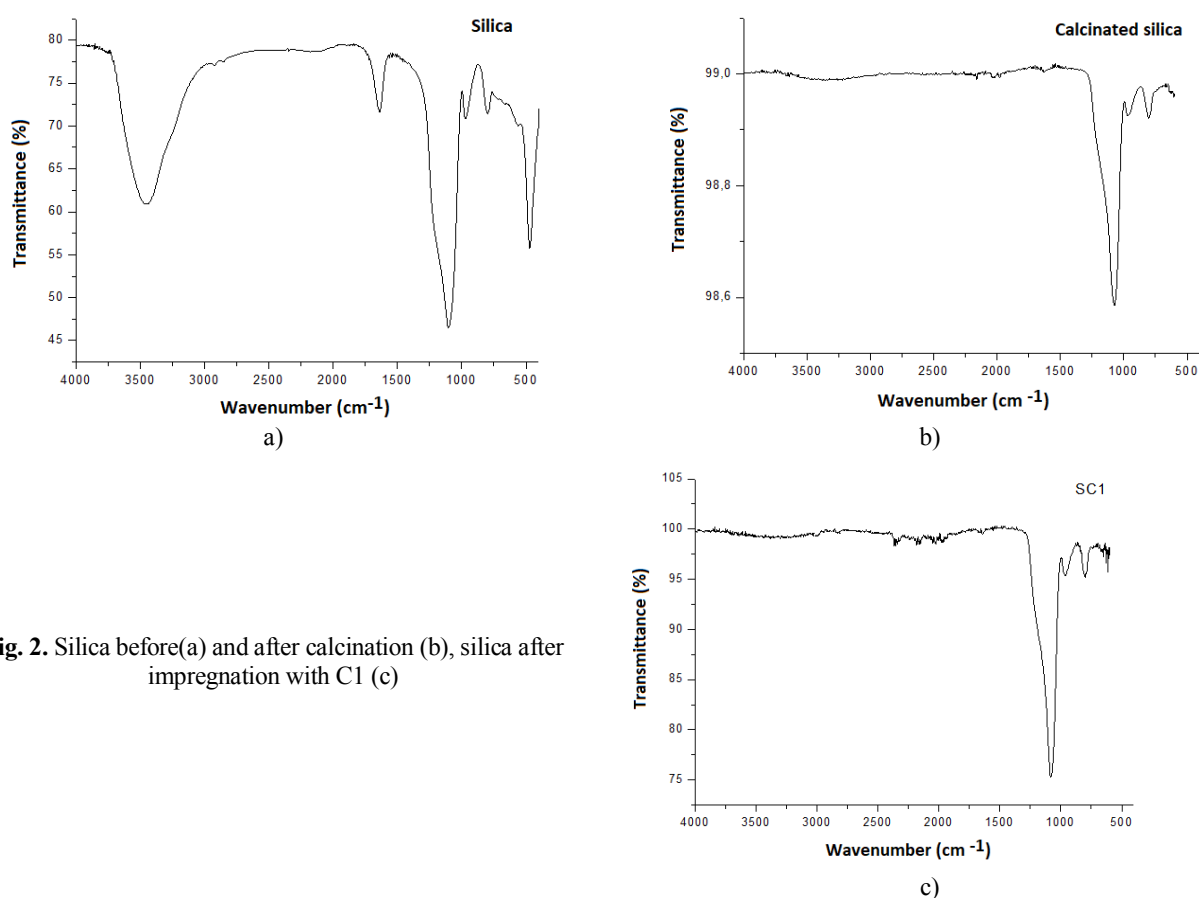 Silica
80
75
70
65
60
55
50
45
Transmittance (%)
4000 3500 3000 2500 2000 1500 1000 500
Wavenumber (cm-1)
a)
Calcinated silica
99,0
98,8
98,6
Transmittance (%)
4000 3500 3000 2500 2000 1500 1000 500
Wavenumber (cm -1)
b)
SC1
105
100
95
90
85
80
75
Transmittance (%)
4000 3500 3000 2500 2000 1500 1000 500
Wavenumber (cm -1)
c)
ig. 2. Silica before(a) and after calcination (b), silica after
impregnation with C1 (c)